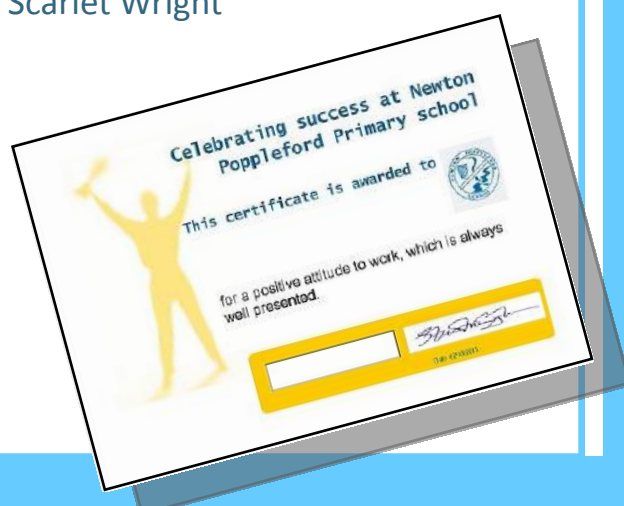 Scarlet Wright
Celebrating success at Newton
Poppleford Primary school
This certificate is awarded to
for a positive attitude to work, which is always
well presented.